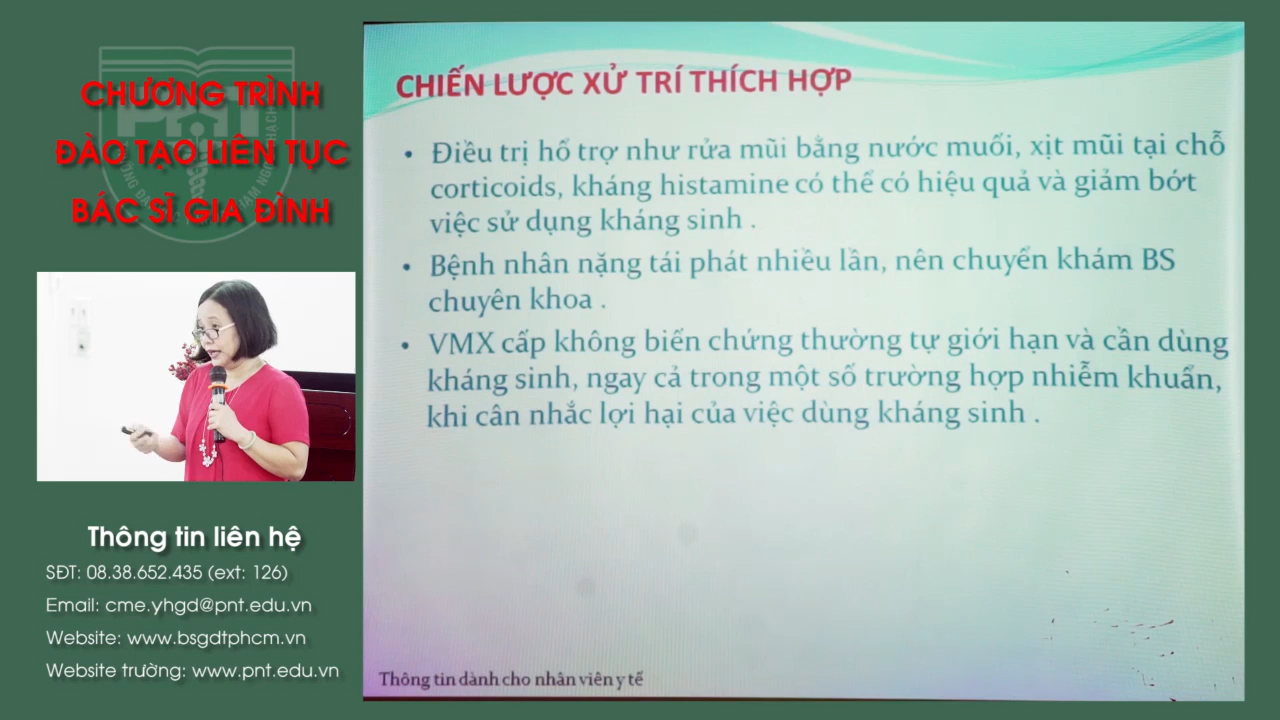 CHƯƠNG TRÌNH
ĐÀO TẠO LIÊN TỤC
BÁC SĨ GIA ĐÌNH
PNT
Thông tin liên hệ
SĐT: 08.38.652.435 (ext: 126)
Email: cme.yhgd@pnt.edu.vn
Website: www.bsgdtphcm.vn
Website trường: www.pnt.edu.vn
CHIẾN LƯỢC XỬ TRÍ THÍCH HỢP
• Điều trị hổ trợ như rửa mũi bằng nước muối, xịt mũi tại chỗ
corticoids, kháng histamine có thể có hiệu quả và giảm bớt
việc sử dụng kháng sinh .
• Bệnh nhân nặng tái phát nhiều lần, nên chuyển khám BS
chuyên khoa .
• VMX cấp không biến chứng thường tự giới hạn và cần dùng
kháng sinh, ngay cả trong một số trường hợp nhiễm khuẩn,
khi cân nhắc lợi hại của việc dùng kháng sinh .
Thông tin dành cho nhân viên y tế